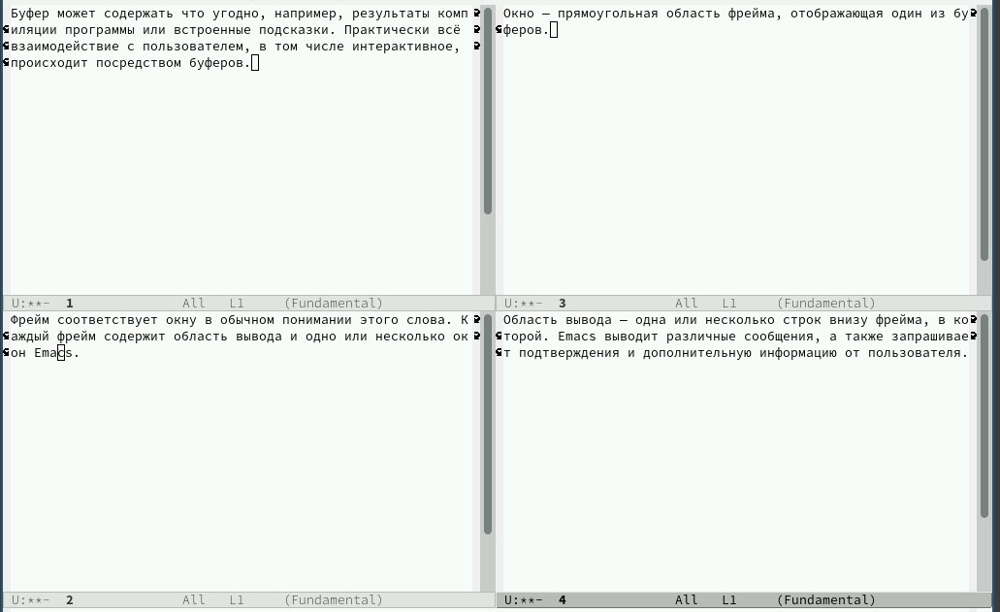 Буфер может содержать что угодно, например, результаты комп
иляции программы или встроенные подсказки. Практически всё
взаимодействие с пользователем, в том числе интерактивное,
происходит посредством буферов.
U:**-  1              All   L1     (Fundamental)
Окно — прямоугольная область фрейма, отображающая один из бу
феров.
U:**-  3              All   L1     (Fundamental)
Фрейм соответствует окну в обычном понимании этого слова. К
аждый фрейм содержит область вывода и одно или несколько ок
он Emacs.
U:**-  2              All   L1     (Fundamental)
Область вывода — одна или несколько строк внизу фрейма, в ко
торой. Emacs выводит различные сообщения, а также запрашивае
т подтверждения и дополнительную информацию от пользователя.
U:**-  4              All   L1     (Fundamental)